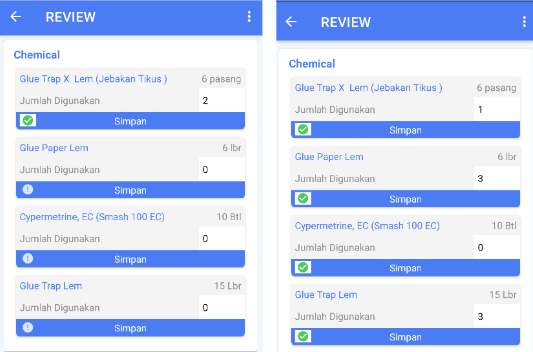 REVIEW
Chemical
Glue Trap X Lem (Jebakan Tikus ) 6 pasang
Jumlah Digunakan 2
Simpan
Glue Paper Lem 6 lbr
Jumlah Digunakan 0
Simpan
Cypermetrine, EC (Smash 100 EC) 10 Btl
Jumlah Digunakan 0
Simpan
Glue Trap Lem 15 Lbr
Jumlah Digunakan 0
Simpan
REVIEW
Chemical
Glue Trap X Lem (Jebakan Tikus ) 6 pasang
Jumlah Digunakan 1
Simpan
Glue Paper Lem 6 lbr
Jumlah Digunakan 3
Simpan
Cypermetrine, EC (Smash 100 EC) 10 Btl
Jumlah Digunakan 0
Simpan
Glue Trap Lem 15 Lbr
Jumlah Digunakan 3
Simpan